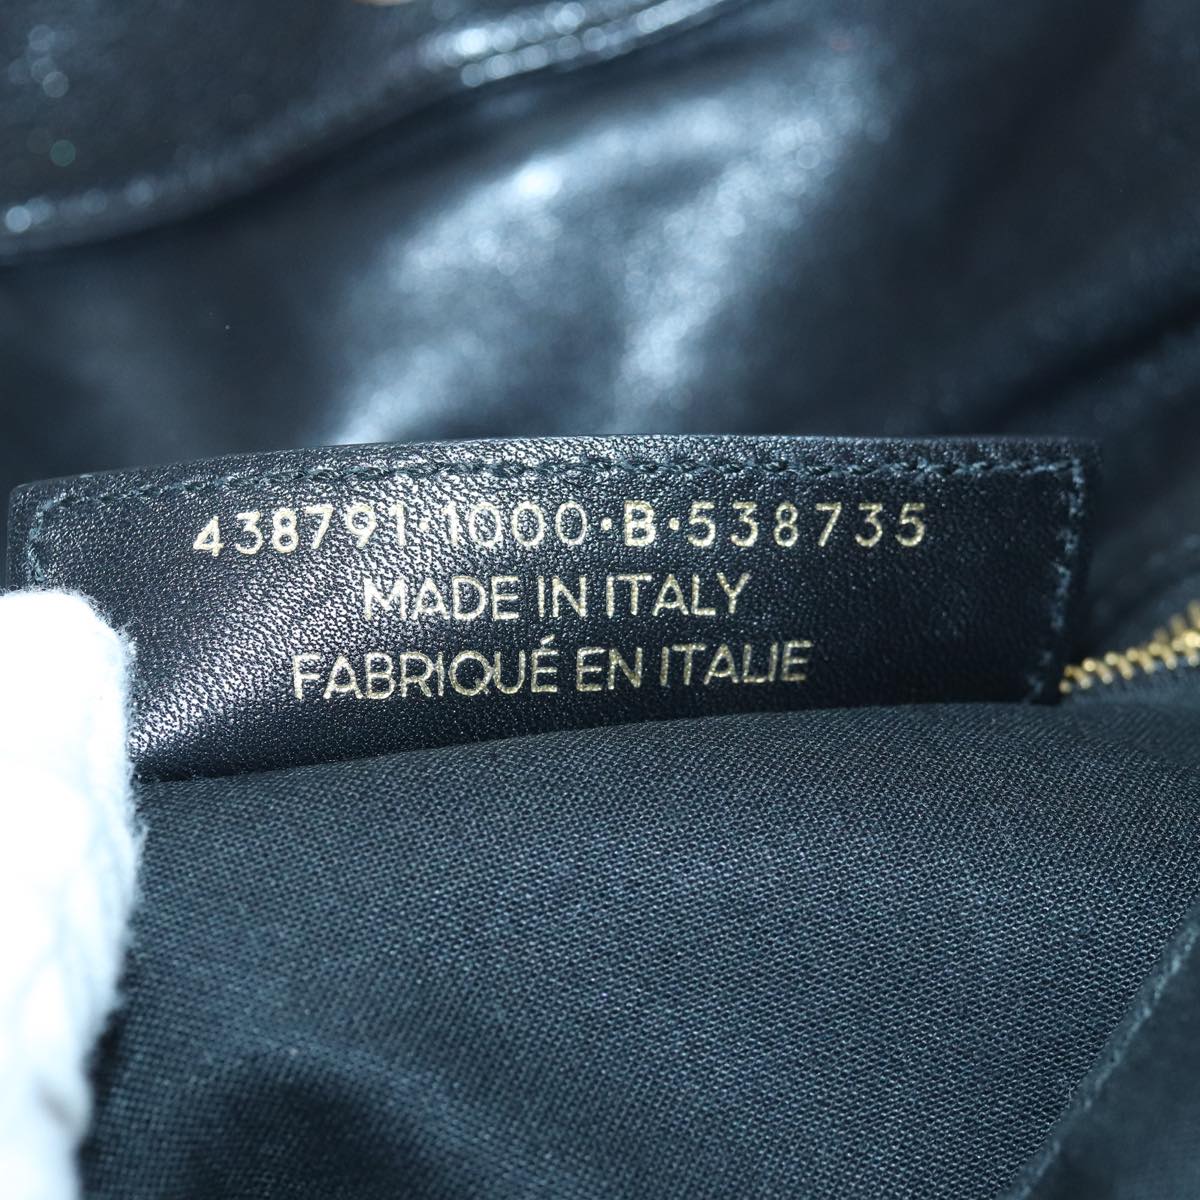 438791·1000·B·538735
MADE IN ITALY
FABRIQUÉ EN ITALIE